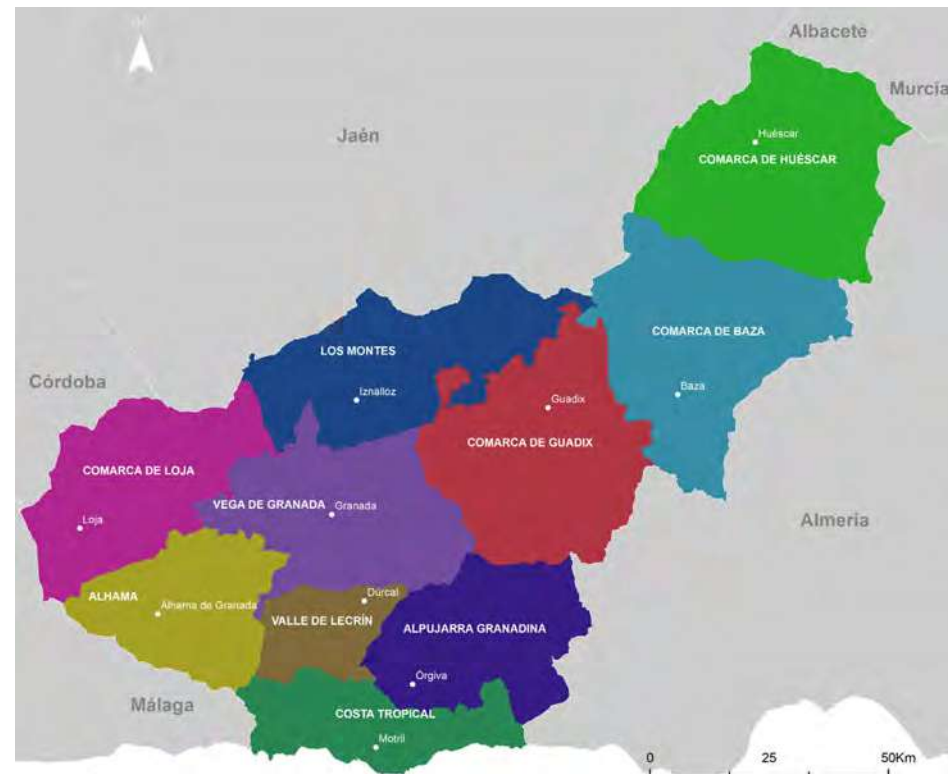 Albacete
Murcia
Jaén
Huéscar
COMARCA DE HUÉSCAR
COMARCA DE BAZA
LOS MONTES
Córdoba
Iznalloz
Baza
Guadix
COMARCA DE GUADIX
COMARCA DE LOJA
VEGA DE GRANADA
Granada
Loja
Almería
ALHAMA
Alhama de Granada
Dúrcal
VALLE DE LECRÍN
ALPUJARRA GRANADINA
Órgiva
Málaga
COSTA TROPICAL
Motril
0 25 50Km